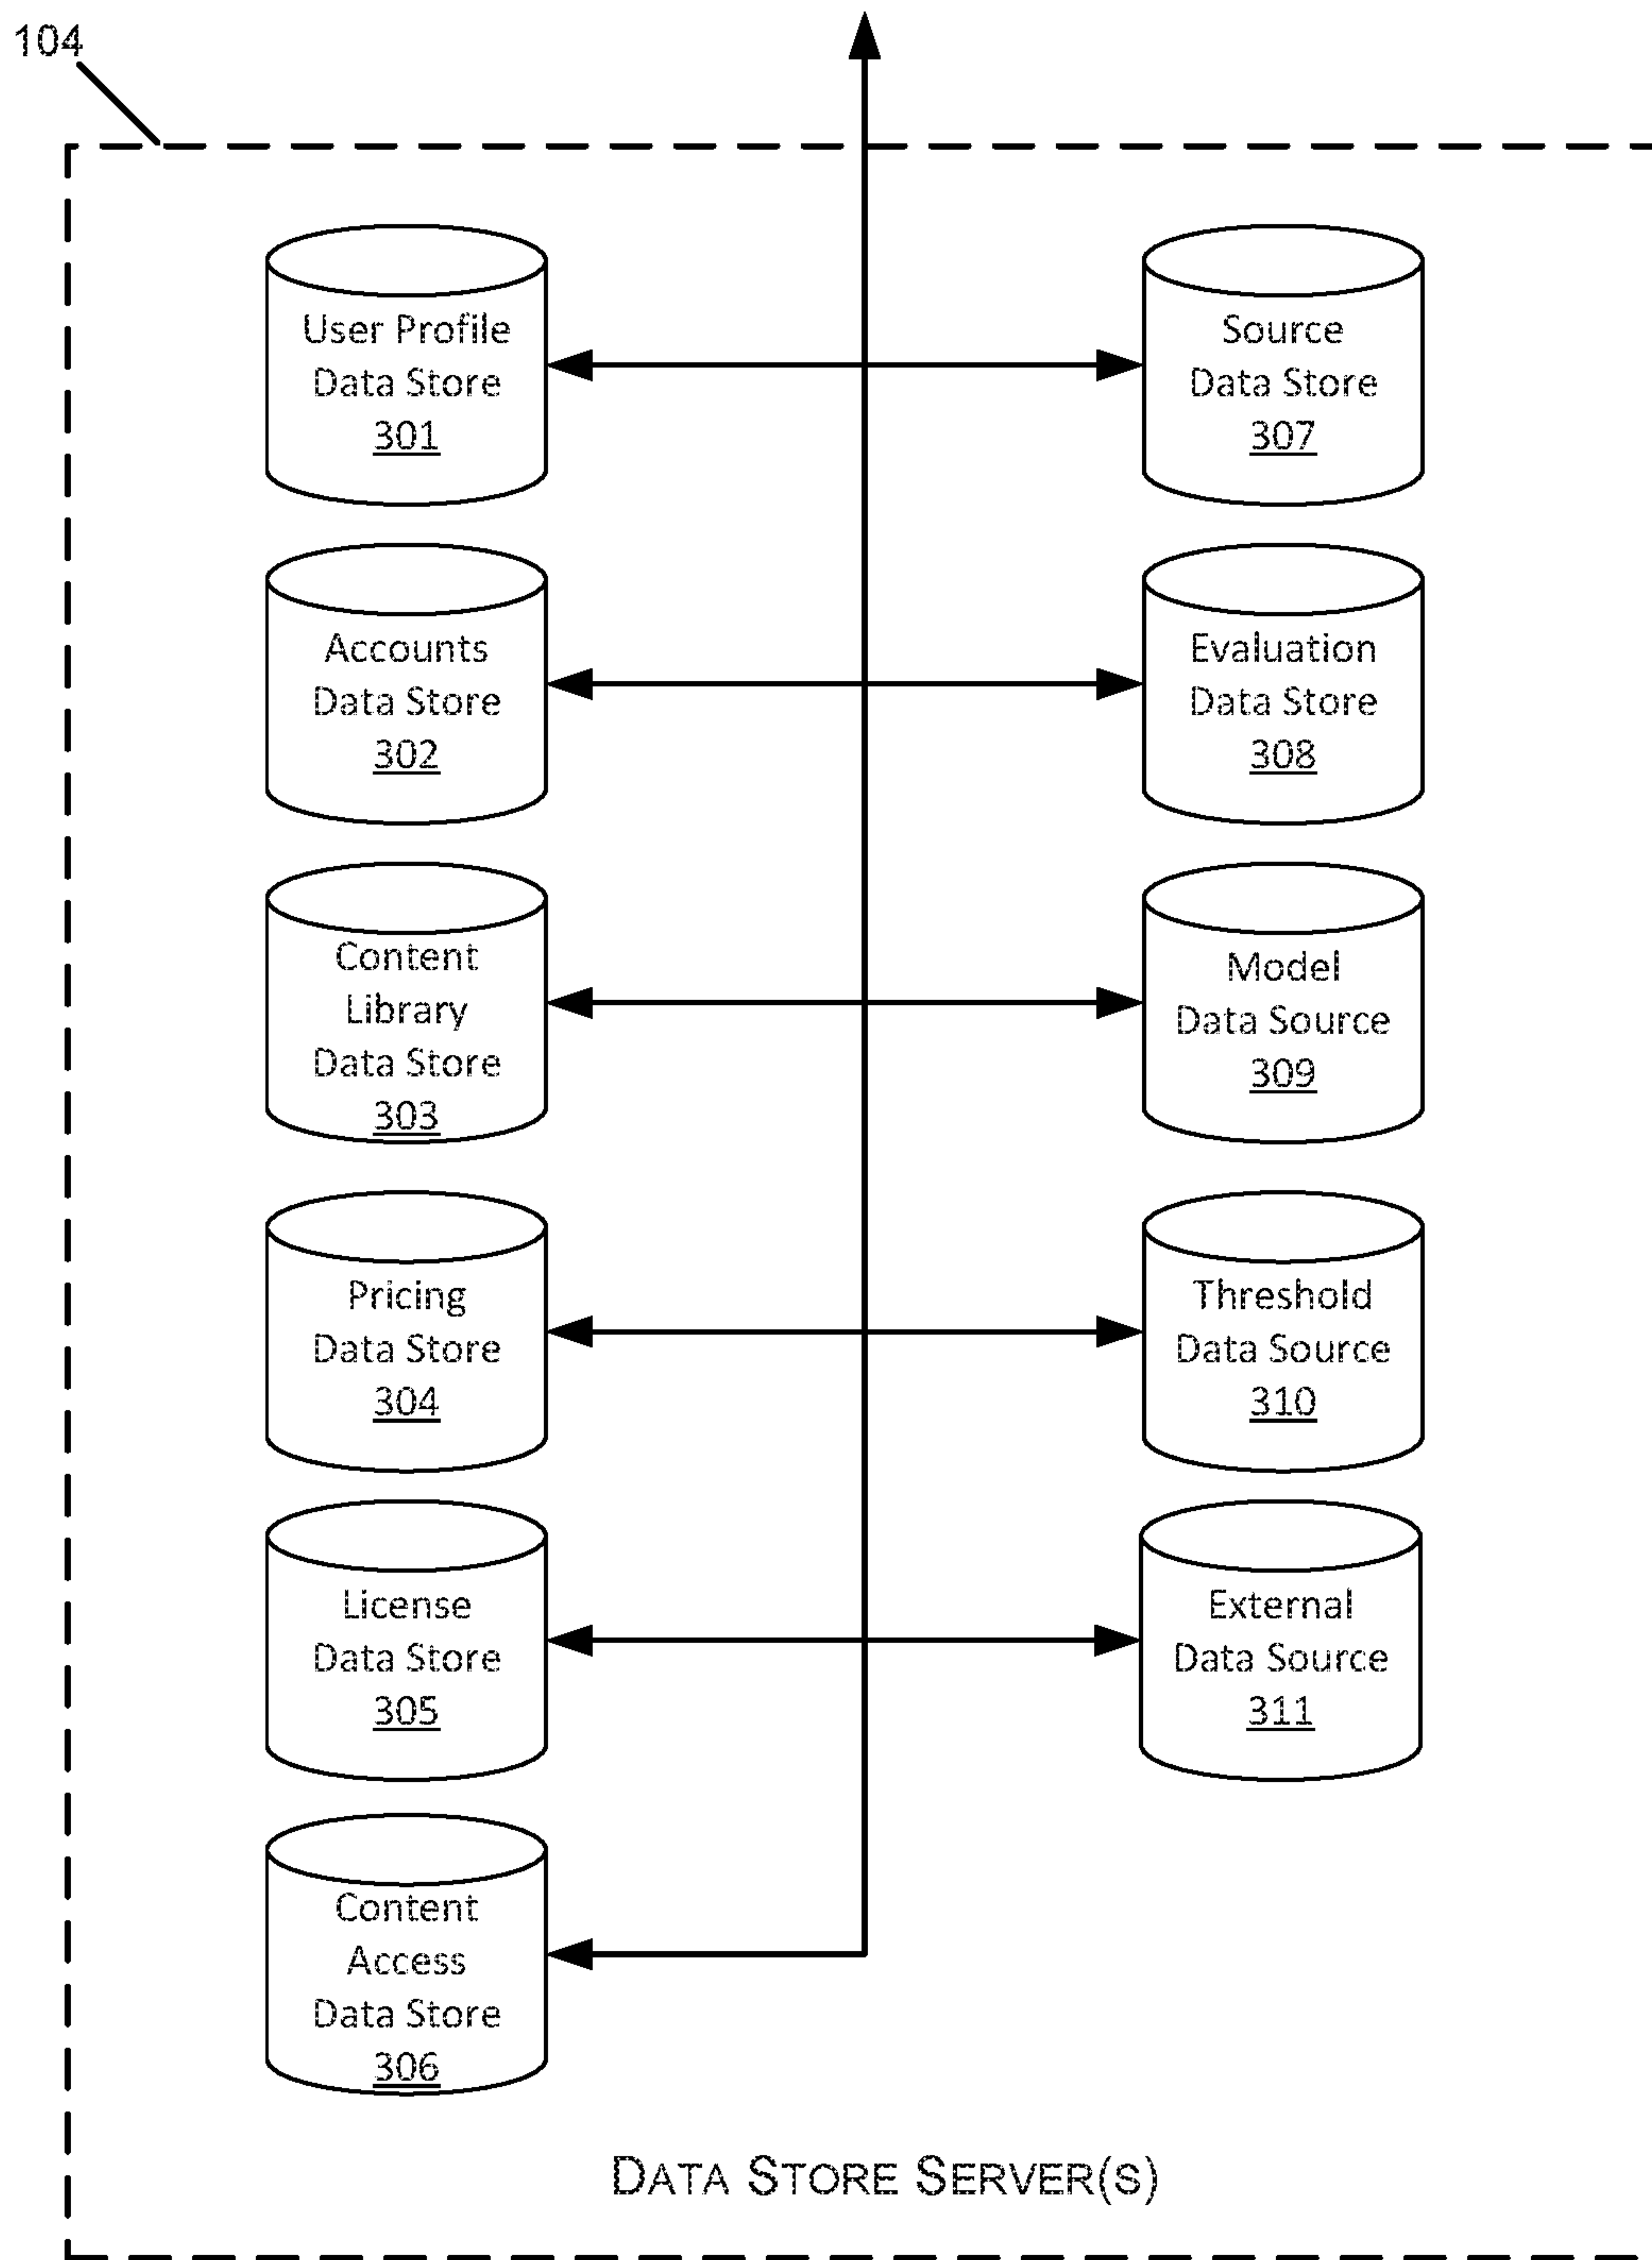 104
User Profile
Data Store
301
Source
Data Store
307
Accounts
Data Store
302
Evaluation
Data Store
308
Content
Library
Data Store
303
Model
Data Source
309
Pricing
Data Store
304
Threshold
Data Source
310
License
Data Store
305
External
Data Source
311
Content
Access
Data Store
306
DATA STORE SERVER(S)